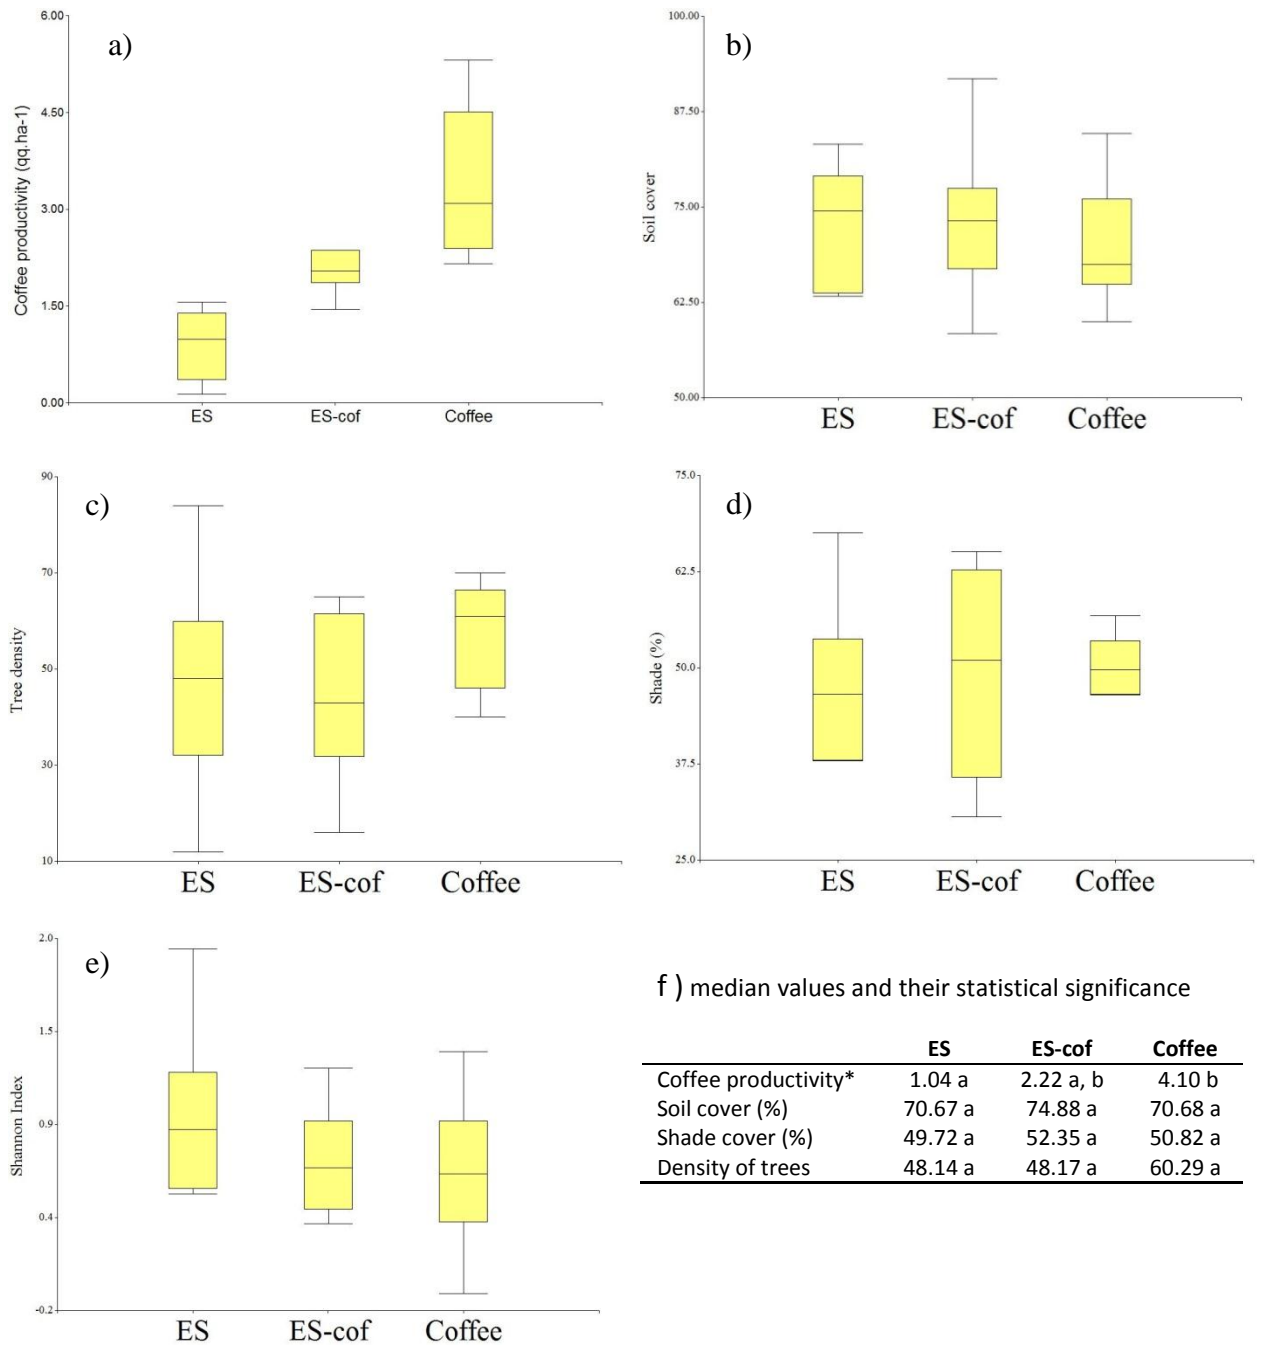 a)
6.00
4.50
3.00
1.50
0.00
Coffee productivity (qq.ha-1)
ES ES-cof Coffee
b)
100.00
87.50
75.00
62.50
50.00
Soil cover
ES ES-cof Coffee
c)
90
70
50
30
10
Tree density
ES ES-cof Coffee
d)
75.0
62.5
50.0
37.5
25.0
Shade (%)
ES ES-cof Coffee
e)
2.0
1.5
0.9
0.4
-0.2
Shannon Index
ES ES-cof Coffee
f ) median values and their statistical significance
ES ES-cof Coffee
Coffee productivity* 1.04 a 2.22 a, b 4.10 b
Soil cover (%) 70.67 a 74.88 a 70.68 a
Shade cover (%) 49.72 a 52.35 a 50.82 a
Density of trees 48.14 a 48.17 a 60.29 a